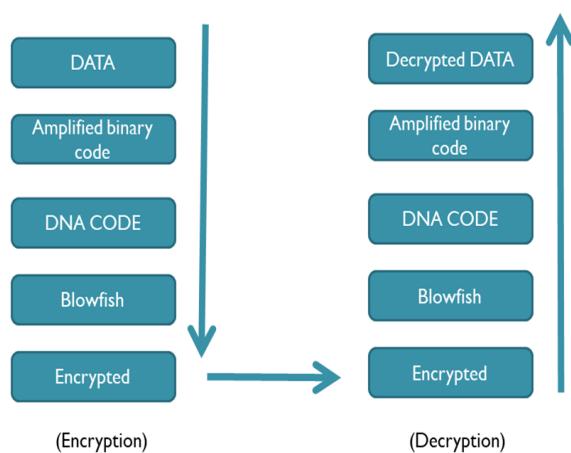 DATA
Amplified binary
code
DNA CODE
Blowfish
Encrypted
(Encryption)
Decrypted DATA
Amplified binary
code
DNA CODE
Blowfish
Encrypted
(Decryption)